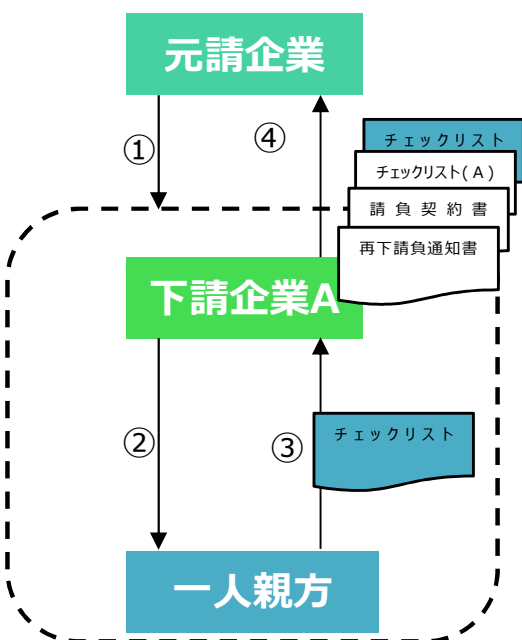 元請企業
①
④
チェックリスト
チェックリスト(A)
請負契約書
再下請負通知書
下請企業A
②
③
チェックリスト
一人親方